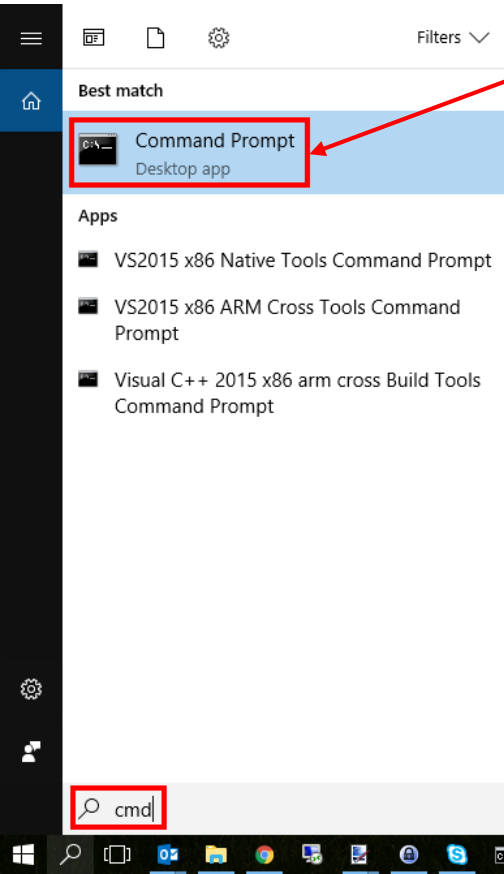 Filters
Best match
Command Prompt
Desktop app
Apps
VS2015 x86 Native Tools Command Prompt
VS2015 x86 ARM Cross Tools Command
Prompt
Visual C++ 2015 x86 arm cross Build Tools
Command Prompt
cmd